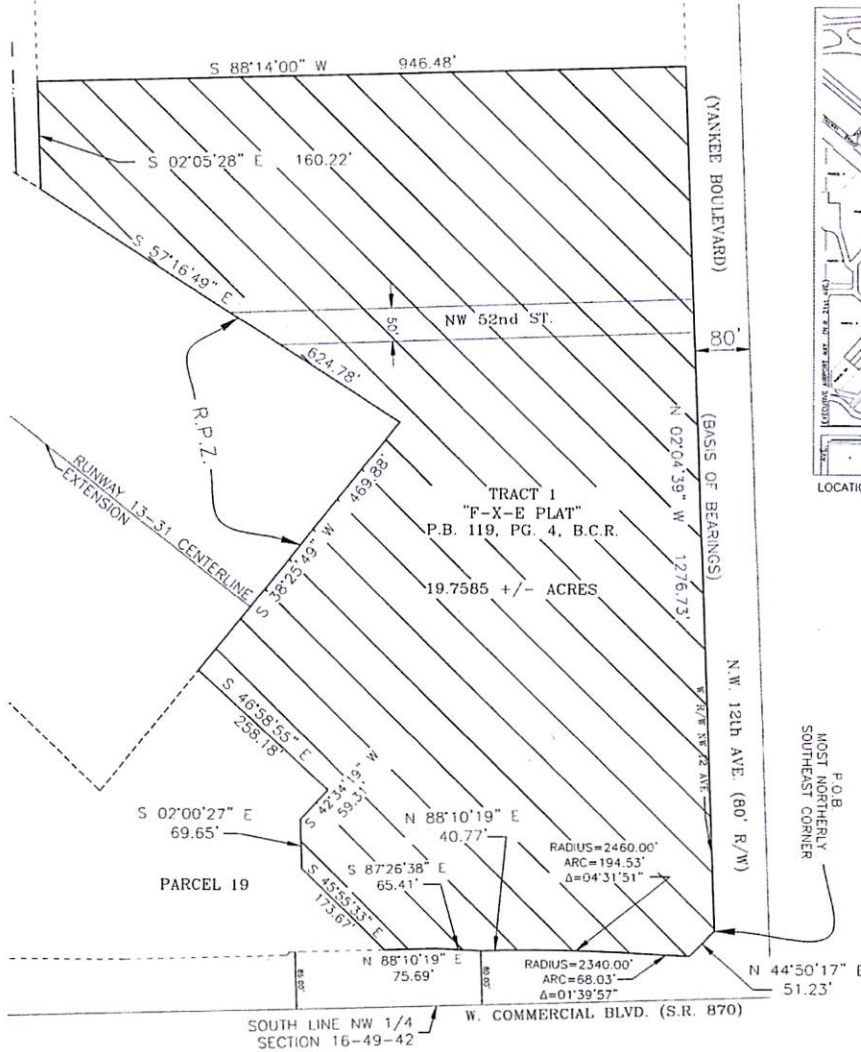 S 88°14'00" W 946.48'
S 02°05'28" E 160.22'
(YANKEE BOULEVARD)
S 57°16'49" E
624.78'
50'
NW 52nd ST.
80'
R.P.Z.
RUNWAY 13-31 CENTERLINE
EXTENSION
S 38°25'49" W 469.88'
N 02°04'39" W 1276.73'
(BASIS OF BEARINGS)
TRACT 1
"F-X-E PLAT"
P.B. 119, PG. 4, B.C.R.
19.7585 +/- ACRES
EXECUTIVE AIRPORT WAY
LOCATIO
N.W. 12th AVE. (80' R/W)
W R/W NW 12 AVE
P.O.B
MOST NORTHERLY
SOUTHEAST CORNER
S 46°58'55" E
258.18'
S 42°34'19" W
59.31'
S 02°00'27" E
69.65'
N 88°10'19" E
40.77'
S 87°26'38" E
65.41'
RADIUS=2460.00'
ARC=194.53'
Δ=04°31'51"
PARCEL 19
S 45°55'33" E
173.67'
N 88°10'19" E
75.69'
RADIUS=2340.00'
ARC=68.03'
Δ=01°39'57"
N 44°50'17" E
51.23'
SOUTH LINE NW 1/4
SECTION 16-49-42
W. COMMERCIAL BLVD. (S.R. 870)